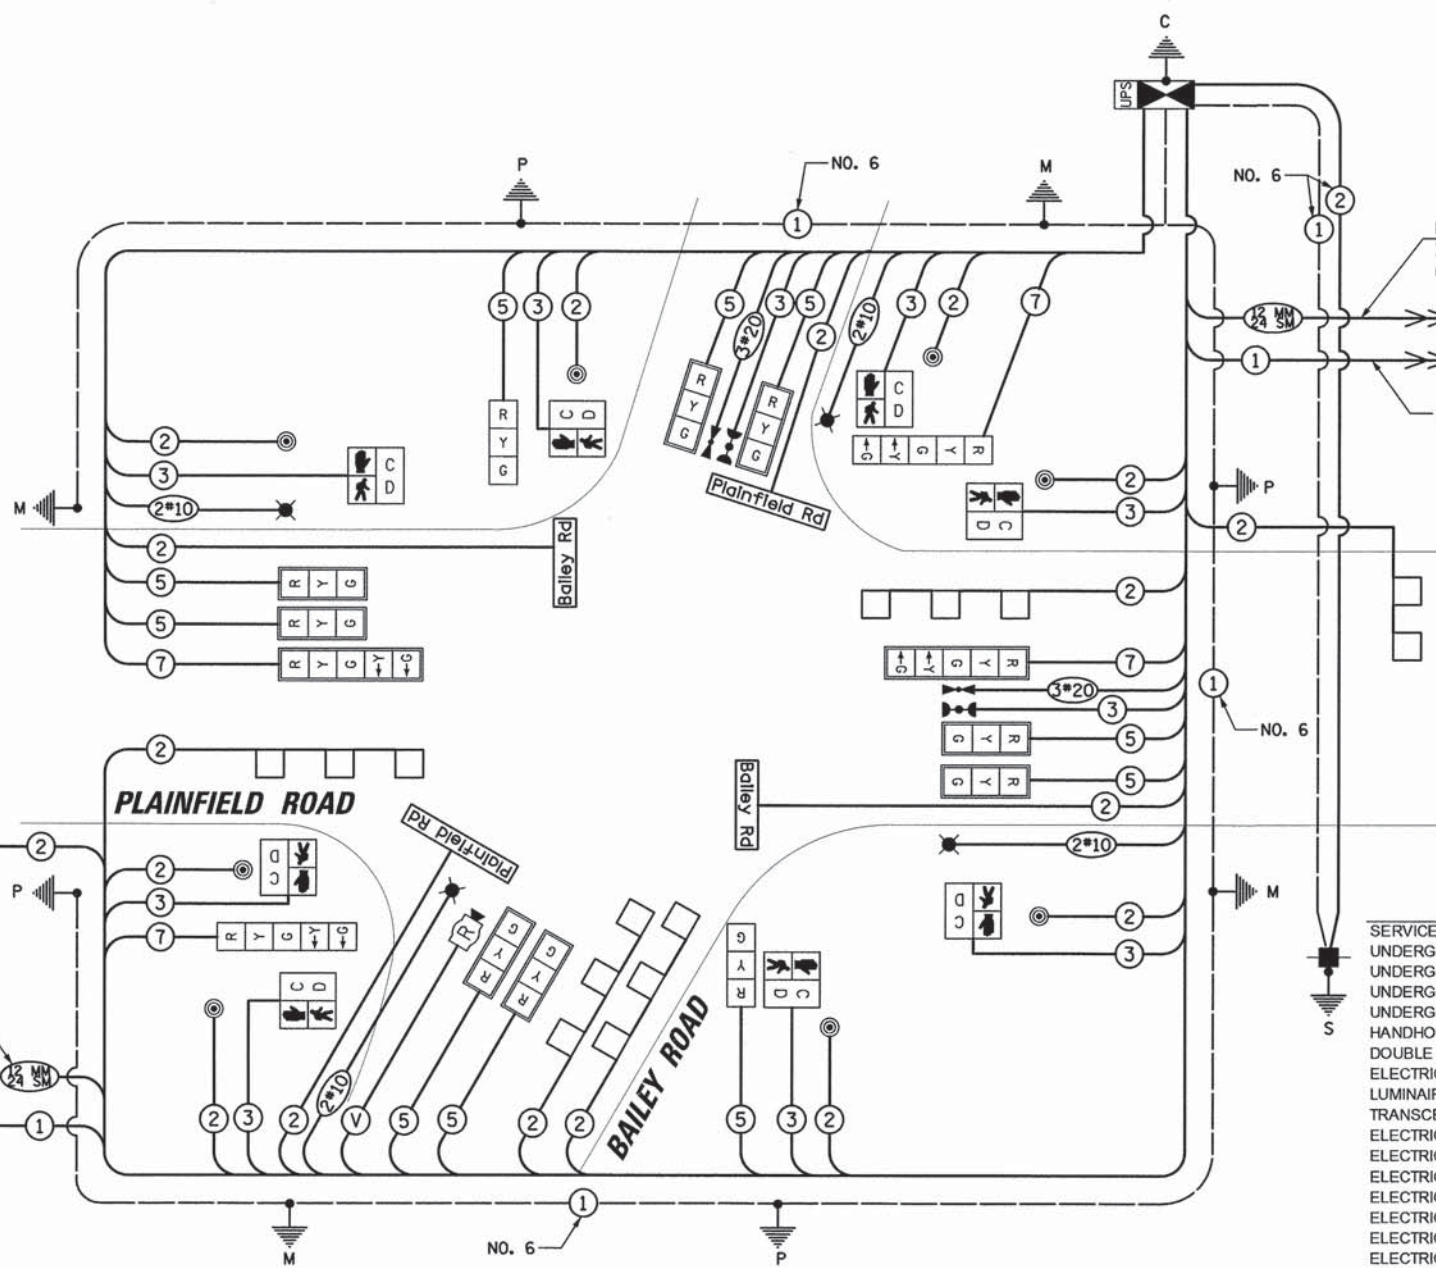 C
UPS
P
NO. 6
M
NO. 6
1
2
1
5
3
2
5
3#20
3
5
2
2#10
3
2
7
12 MM
24 SM
1
R
Y
G
C D
R
Y
G
R
Y
G
C
D
G Y G Y R
Plainfield Rd
2
3
C
D
M
2#10
2
Bailey Rd
5
R Y G
5
R Y G
7
R Y G Y G
2
3
D C
P
2
2
7
G Y G Y R
3#20
3
1
NO. 6
G Y R
5
G Y R
5
Bailey Rd
2
2
PLAINFIELD ROAD
Plainfield Rd
2#10
2
2
D
C
P
3
7
R Y G Y G
C D
R
G
Y
R
G
Y
R
D
C
2
3
M
G
Y
R
D C
BAILEY ROAD
S
12 MM
24 SM
1
2
3
2
2#10
V
5
5
2
2
5
3
2
1
NO. 6
M
P
SERVICE
UNDERG
UNDERG
UNDERG
UNDERG
HANDHO
DOUBLE
ELECTRI
LUMINAI
TRANSCE
ELECTRI
ELECTRI
ELECTRI
ELECTRI
ELECTRI
ELECTRI
ELECTRI